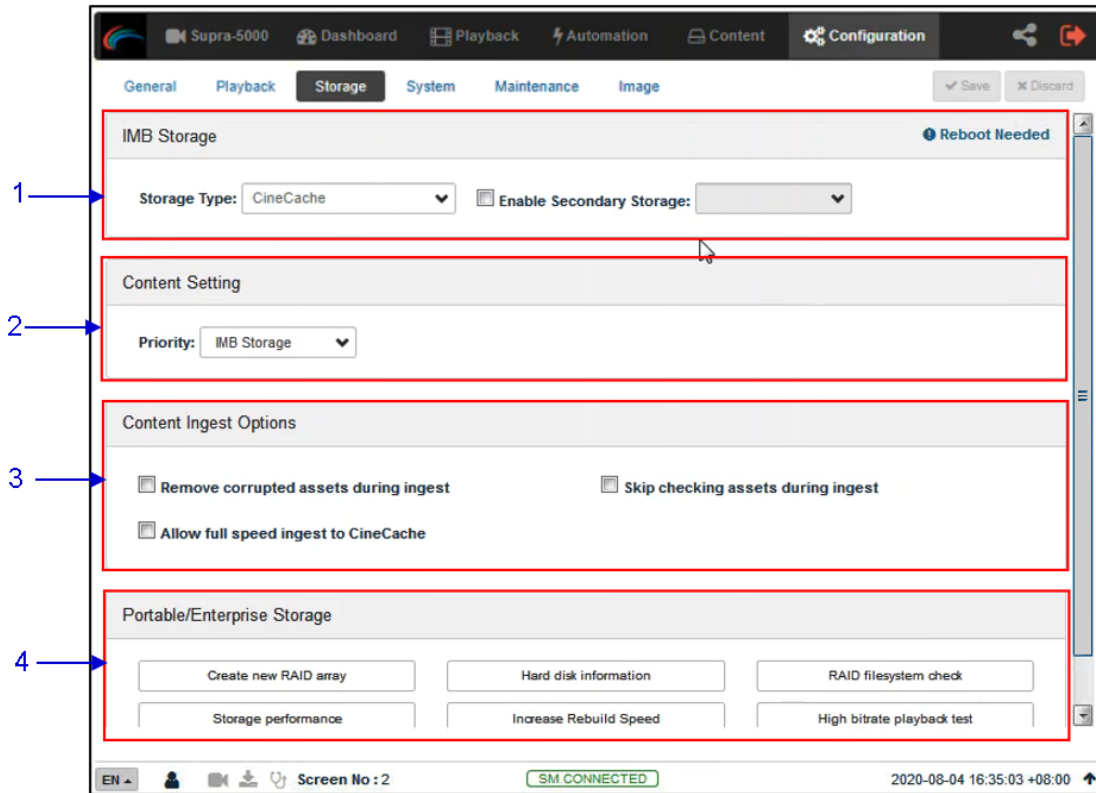 Supra-5000 Dashboard Playback Automation Content Configuration
General Playback Storage System Maintenance Image Save Discard
IMB Storage Reboot Needed
1
Storage Type: CineCache Enable Secondary Storage:
Content Setting
2
Priority: IMB Storage
Content Ingest Options
3
Remove corrupted assets during ingest Skip checking assets during ingest
Allow full speed ingest to CineCache
Portable/Enterprise Storage
4
Create new RAID array Hard disk information RAID filesystem check
Storage performance Increase Rebuild Speed High bitrate playback test
EN Screen No : 2 SM CONNECTED 2020-08-04 16:35:03 +08:00